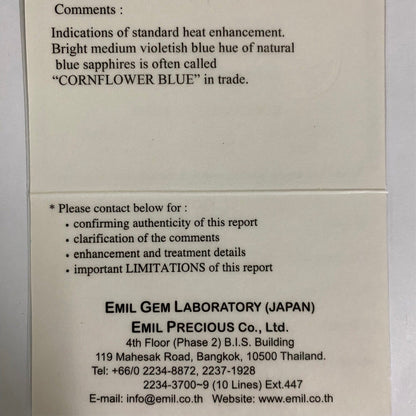 Comments :
Indications of standard heat enhancement.
Bright medium violetish blue hue of natural
blue sapphires is often called
“CORNFLOWER BLUE” in trade.
* Please contact below for :
• confirming authenticity of this report
• clarification of the comments
• enhancement and treatment details
• important LIMITATIONS of this report
EMIL GEM LABORATORY (JAPAN)
EMIL PRECIOUS CO., LTD.
4th Floor (Phase 2) B.I.S. Building
119 Mahesak Road, Bangkok, 10500 Thailand.
Tel: +66/0 2234-8872, 2237-1928
2234-3700~9 (10 Lines) Ext.447
E-mail: info@emil.co.th Website: www.emil.co.th